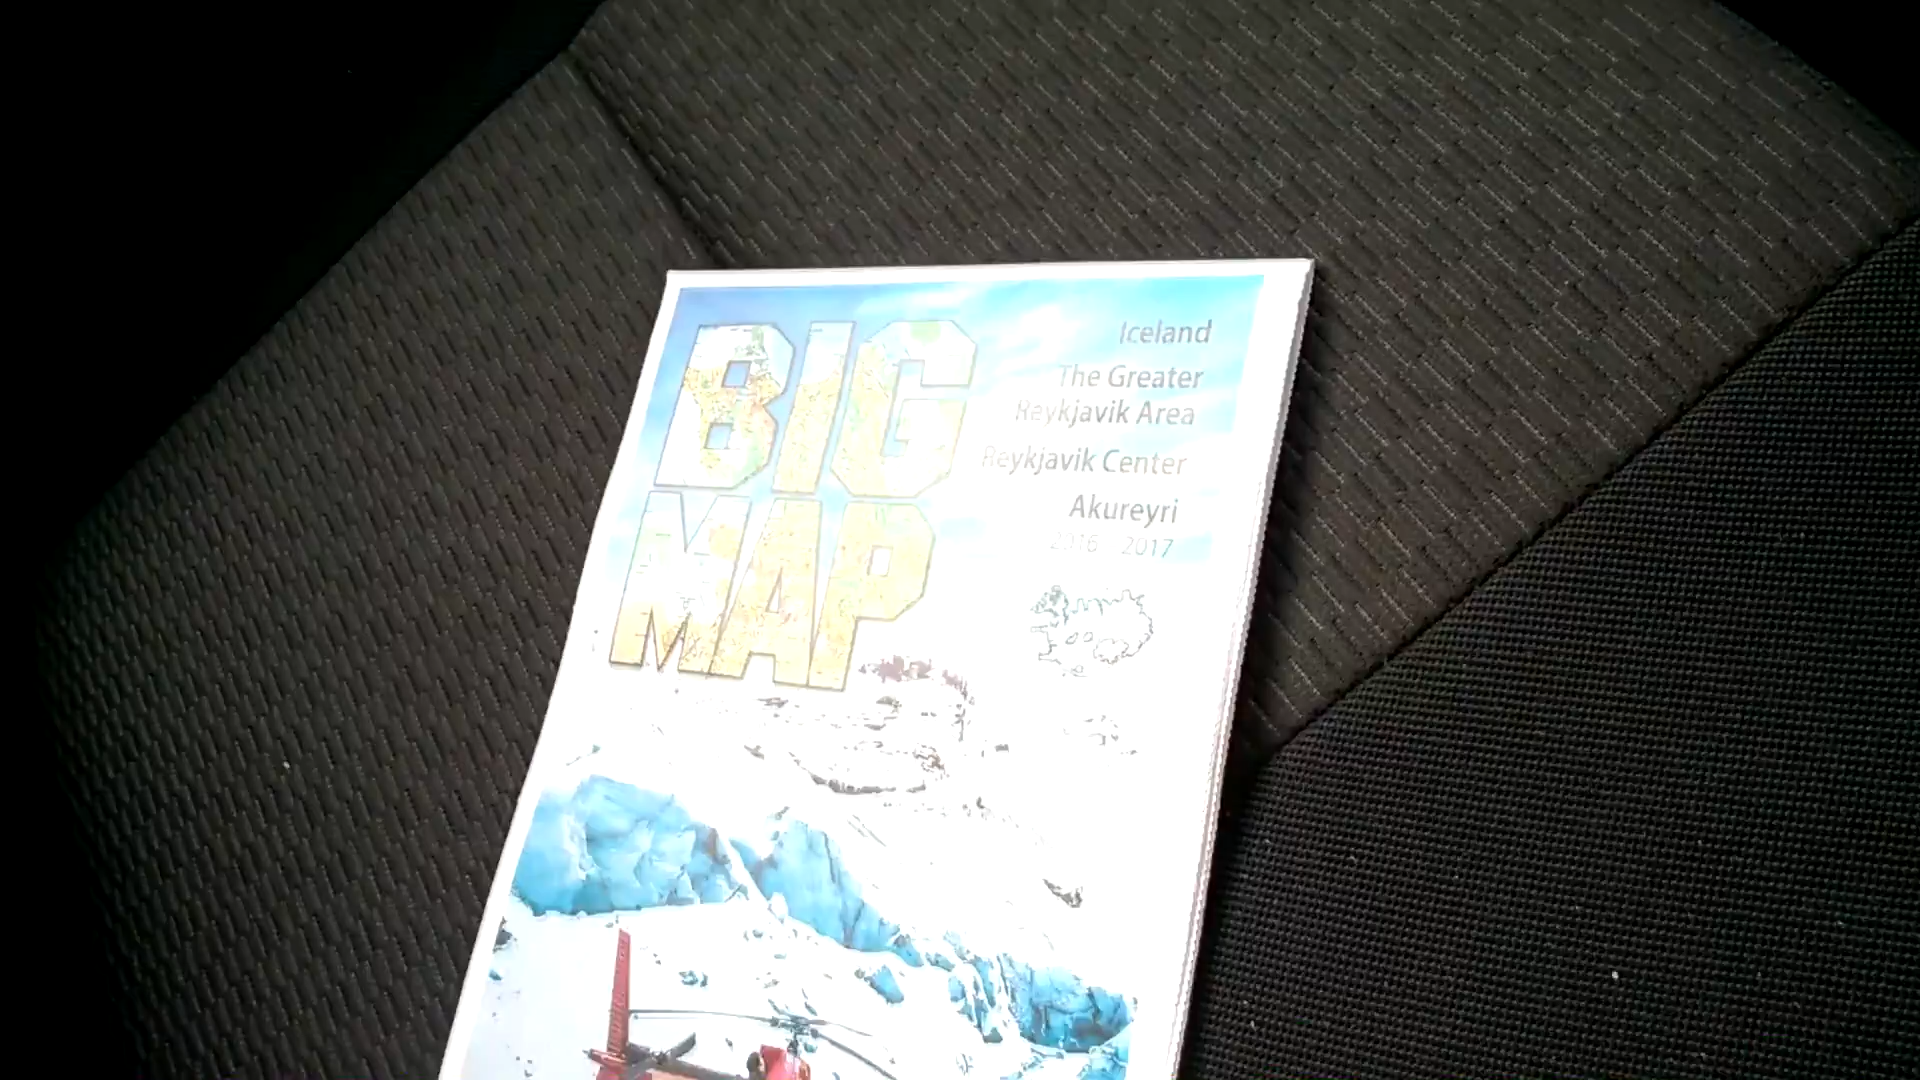 BIG
MAP
Iceland
The Greater
Reykjavik Area
Reykjavik Center
Akureyri
2016 2017